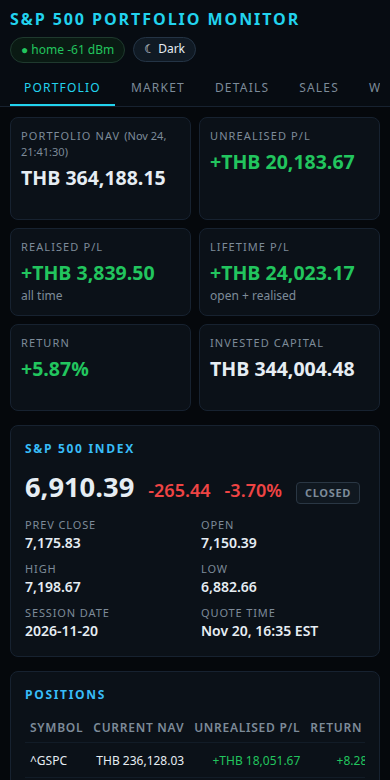 S&P 500 PORTFOLIO MONITOR
● home -61 dBm
☾ Dark
PORTFOLIO MARKET DETAILS SALES W
PORTFOLIO NAV (Nov 24,
21:41:30)
THB 364,188.15
UNREALISED P/L
+THB 20,183.67
REALISED P/L
+THB 3,839.50
all time
LIFETIME P/L
+THB 24,023.17
open + realised
RETURN
+5.87%
INVESTED CAPITAL
THB 344,004.48
S&P 500 INDEX
6,910.39 -265.44 -3.70% CLOSED
PREV CLOSE
7,175.83
OPEN
7,150.39
HIGH
7,198.67
LOW
6,882.66
SESSION DATE
2026-11-20
QUOTE TIME
Nov 20, 16:35 EST
POSITIONS
SYMBOL CURRENT NAV UNREALISED P/L RETURN
^GSPC THB 236,128.03 +THB 18,051.67 +8.28